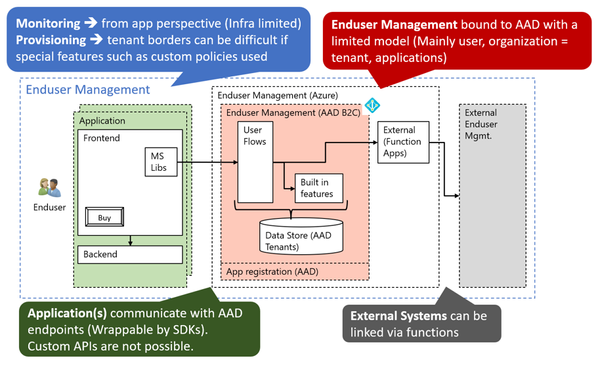 Monitoring ➔ from app perspective (Infra limited)
Provisioning ➔ tenant borders can be difficult if
special features such as custom policies used
Enduser Management bound to AAD with a
limited model (Mainly user, organization =
tenant, applications)
Enduser Management
Enduser Management (Azure)
Application
Frontend
MS
Libs
Buy
Backend
Enduser
Enduser Management (AAD B2C)
User
Flows
Built in
features
Data Store (AAD
Tenants)
App registration (AAD)
External
(Function
Apps)
External
Enduser
Mgmt.
Application(s) communicate with AAD
endpoints (Wrappable by SDKs).
Custom APIs are not possible.
External Systems can be
linked via functions